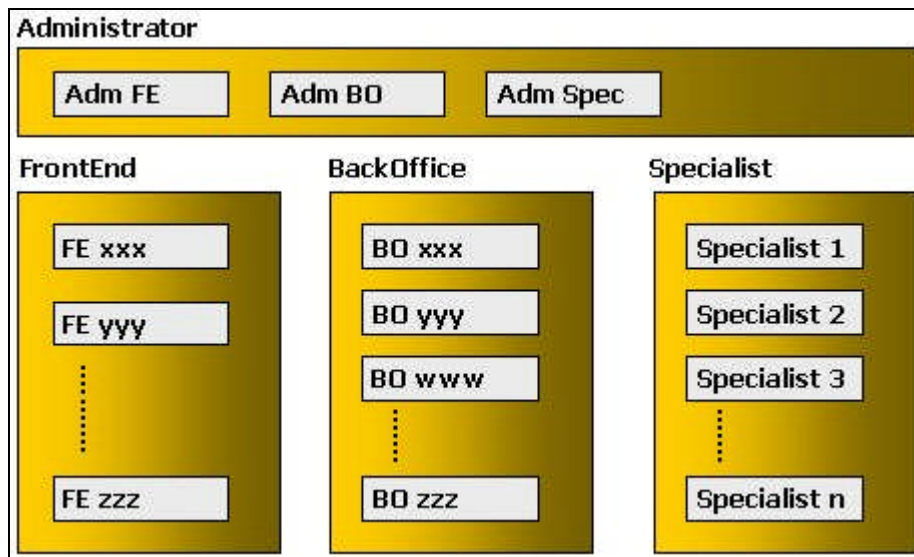 Administrator
Adm FE
Adm BO
Adm Spec
FrontEnd
FE xxx
FE yyy
FE zzz
BackOffice
BO xxx
BO yyy
BO www
BO zzz
Specialist
Specialist 1
Specialist 2
Specialist 3
Specialist n